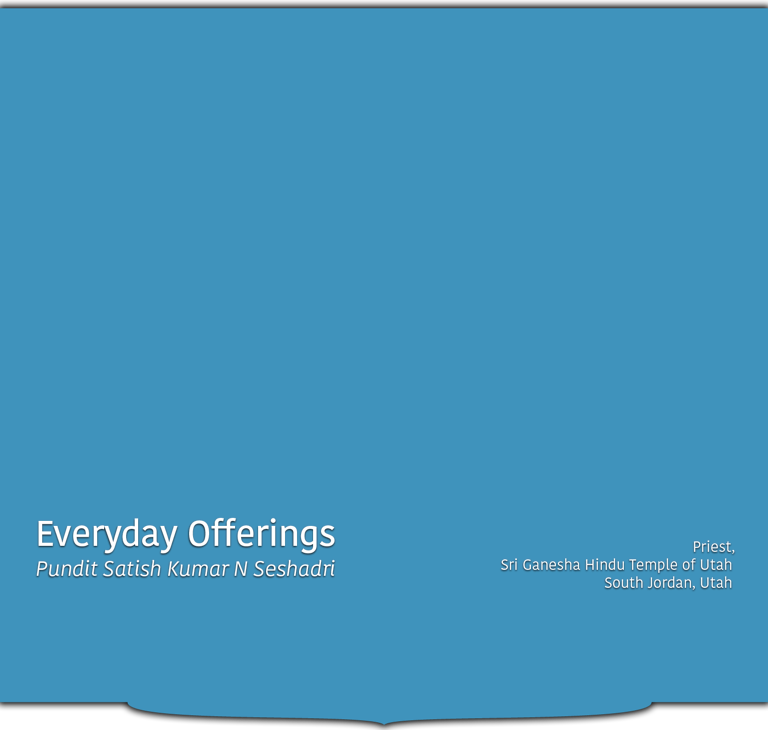 Everyday Offerings
Pundit Satish Kumar N Seshadri
Priest,
Sri Ganesha Hindu Temple of Utah
South Jordan, Utah